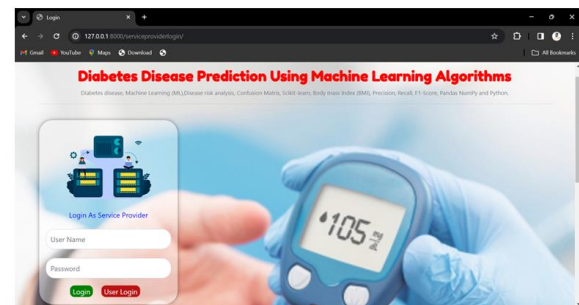 Login
127.0.0.1:8000/serviceproviderlogin/
Gmail YouTube Maps Download All Bookmarks
Diabetes Disease Prediction Using Machine Learning Algorithms
Diabetes disease, Machine Learning (ML),Disease risk analysis, Confusion Matrix, Scikit-learn, Body mass Index (BMI), Precision, Recall, F1-Score, Pandas NumPy and Python.
105
Login As Service Provider
User Name
Password
Login User Login